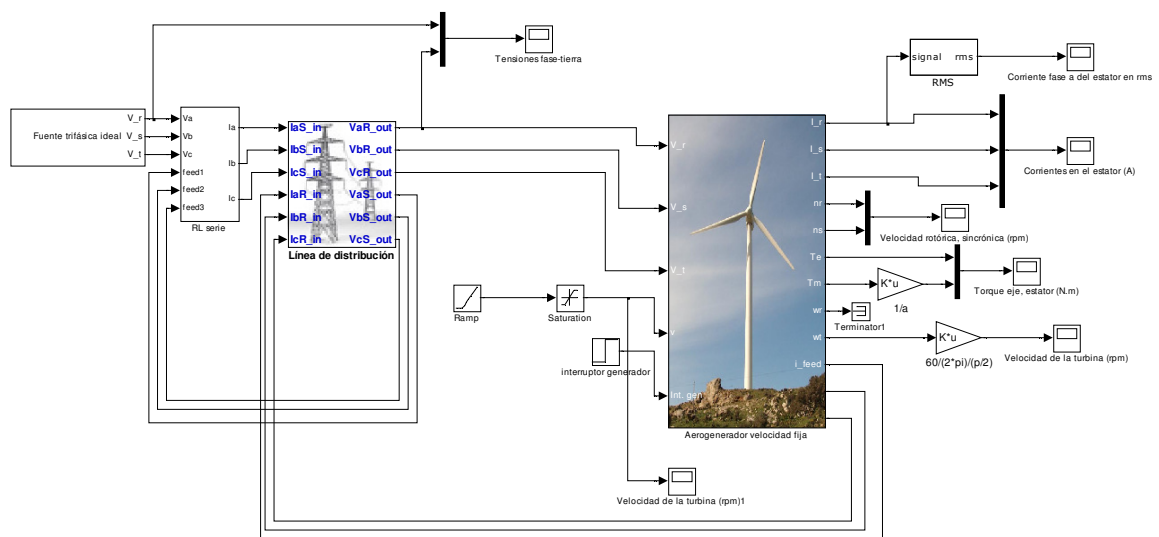 Tensiones fase-tierra
signal rms
RMS
Corriente fase a del estator en rms
Fuente trifásica ideal
V_r
V_s
V_t
Va
Vb
Vc
feed1
feed2
feed3
Ia
Ib
Ic
RL serie
IaS_in
IbS_in
IcS_in
IaR_in
IbR_in
IcR_in
VaR_out
VbR_out
VcR_out
VaS_out
VbS_out
VcS_out
Línea de distribución
Ramp
Saturation
interruptor generador
V_r
V_s
V_t
v
Int. gen
I_r
I_s
I_t
nr
ns
Te
Tm
wr
wt
i_feed
Aerogenerador velocidad fija
Corrientes en el estator (A)
Velocidad rotórica, sincrónica (rpm)
K*u
1/a
Torque eje, estator (N.m)
Terminator1
K*u
60/(2*pi)/(p/2)
Velocidad de la turbina (rpm)
Velocidad de la turbina (rpm)1